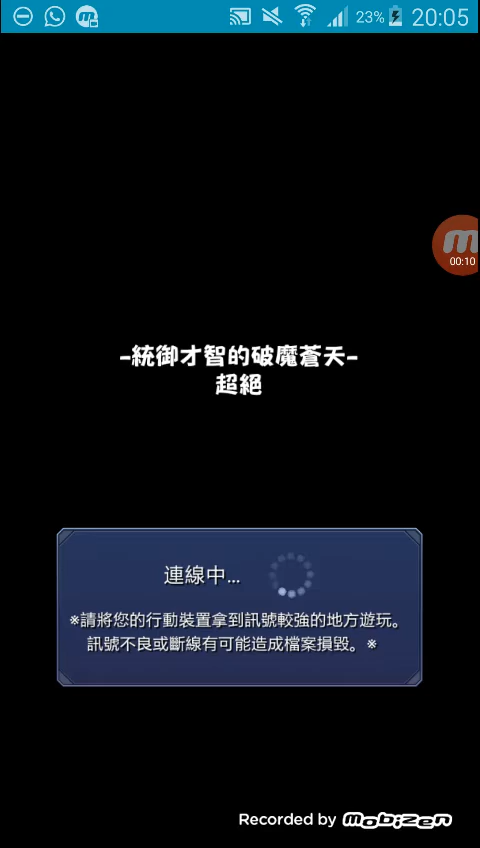 23% 20:05
m
00:10
-統御才智的破魔蒼天-
超絕
連線中...
※請將您的行動裝置拿到訊號較強的地方遊玩。
訊號不良或斷線有可能造成檔案損毀。※
Recorded by mobizen